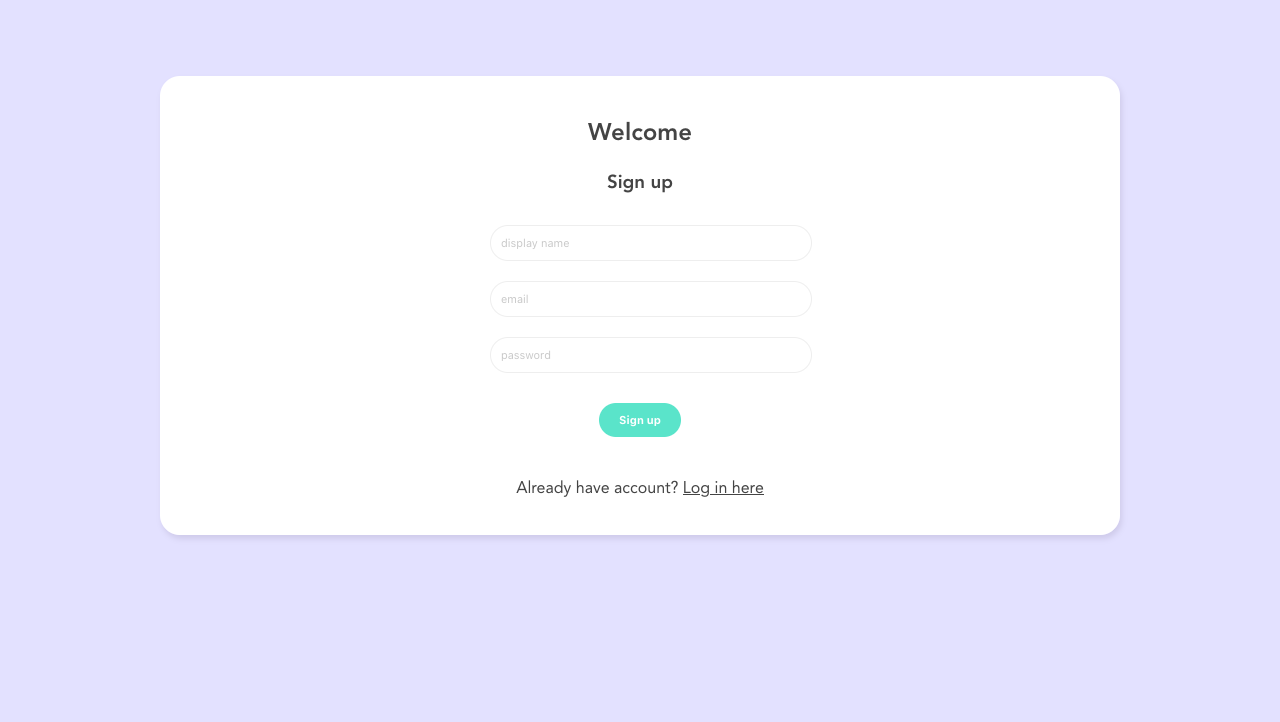 Welcome
Sign up
display name
email
password
Sign up
Already have account? Log in here